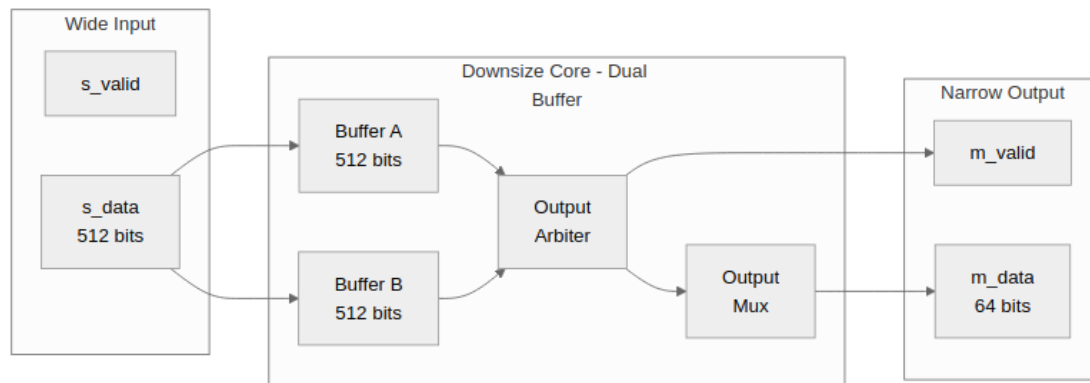 Wide Input
s_valid
s_data
512 bits
Downsize Core - Dual
Buffer
Buffer A
512 bits
Buffer B
512 bits
Output
Arbiter
Output
Mux
Narrow Output
m_valid
m_data
64 bits